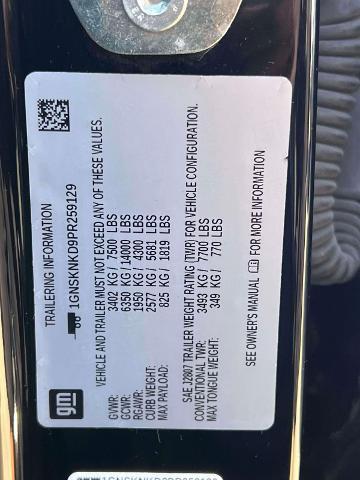 TRAILERING INFORMATION
1GNSKNKD9PR259129
VEHICLE AND TRAILER MUST NOT EXCEED ANY OF THESE VALUES.
GVWR: 3402 KG / 7500 LBS
GCWR: 6350 KG / 14000 LBS
RGAWR: 1950 KG / 4300 LBS
CURB WEIGHT: 2577 KG / 5681 LBS
MAX PAYLOAD: 825 KG / 1819 LBS
SAE J2807 TRAILER WEIGHT RATING (TWR) FOR VEHICLE CONFIGURATION.
CONVENTIONAL TWR: 3493 KG / 7700 LBS
MAX TONGUE WEIGHT: 349 KG / 770 LBS
SEE OWNER'S MANUAL FOR MORE INFORMATION
gm